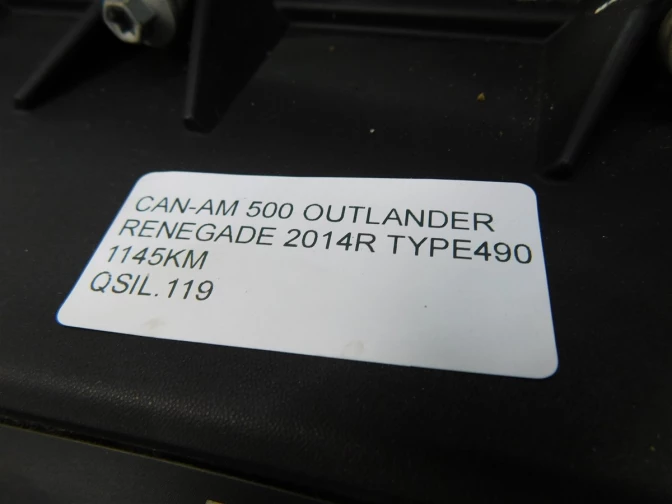 CAN-AM 500 OUTLANDER
RENEGADE 2014R TYPE490
1145KM
QSIL.119